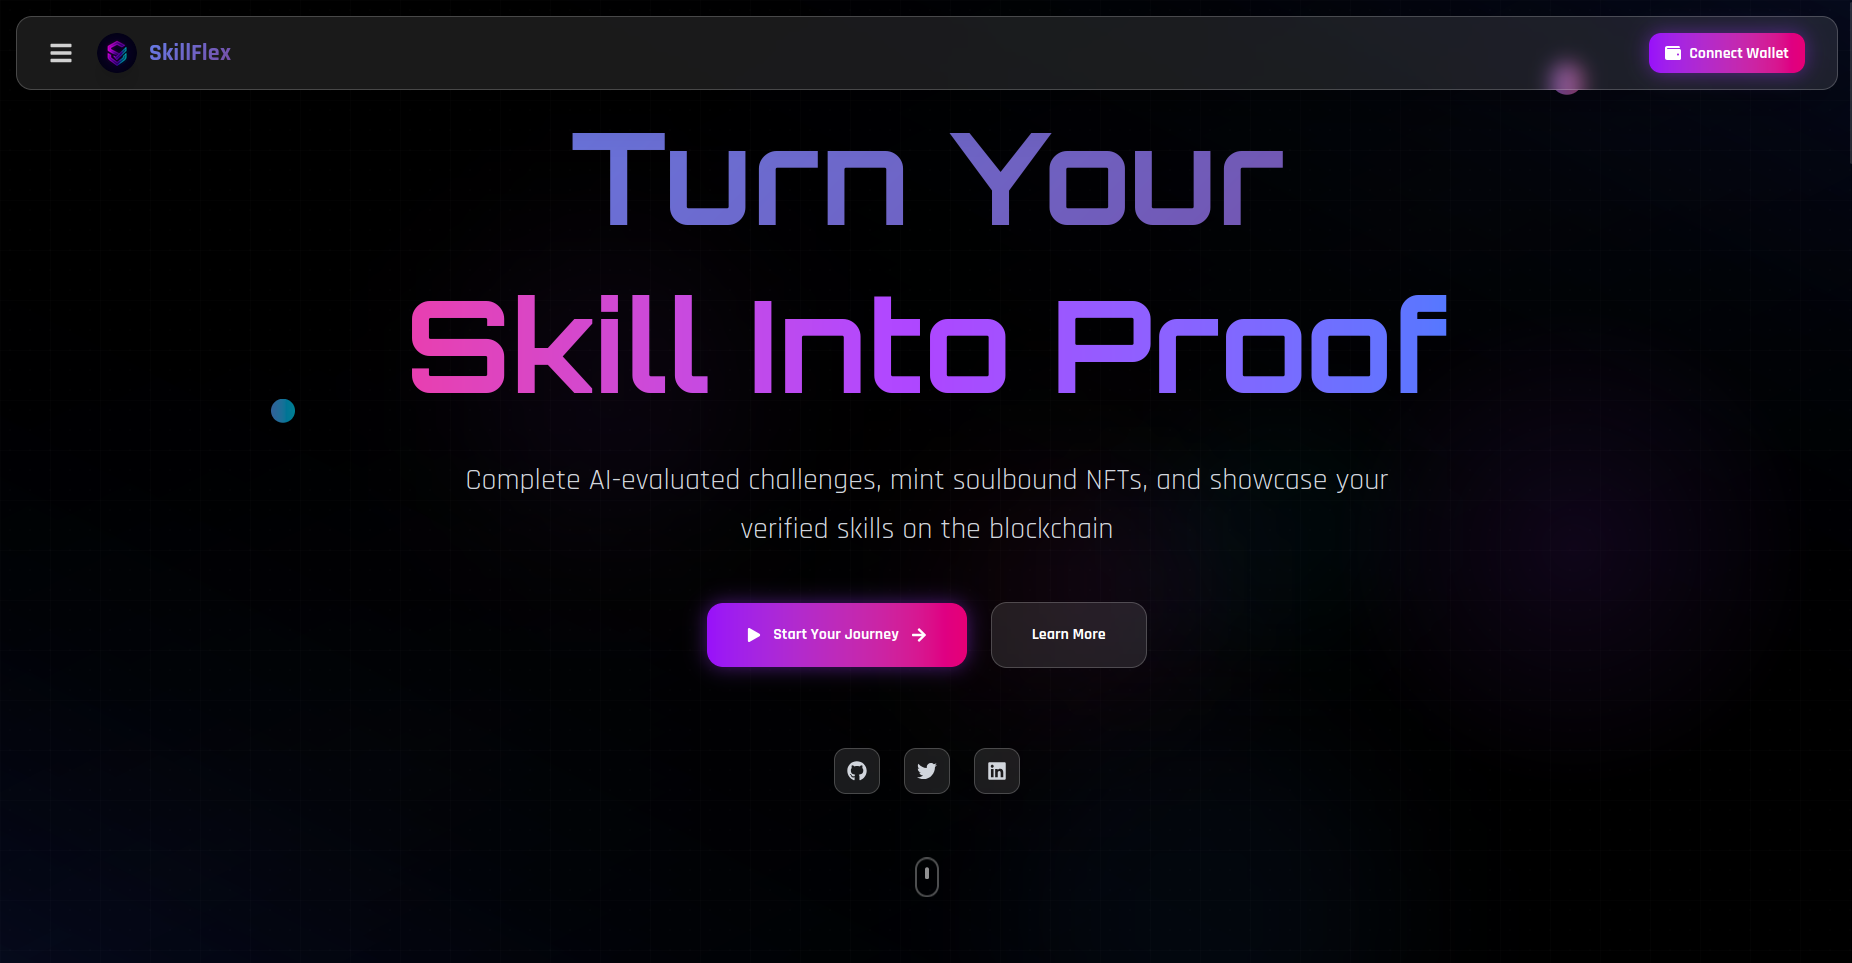 SkillFlex
Connect Wallet
Turn Your
Skill Into Proof
Complete AI-evaluated challenges, mint soulbound NFTs, and showcase your
verified skills on the blockchain
Start Your Journey
Learn More